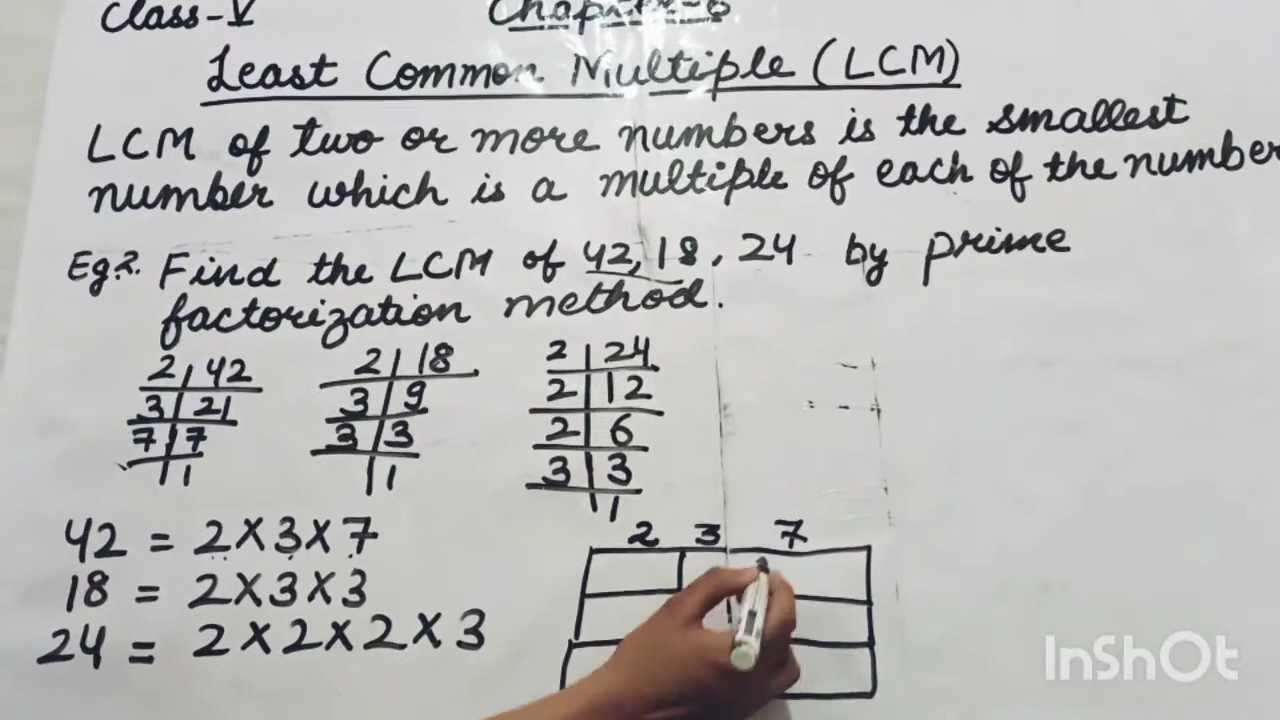 Class-V Chapter-6
Least Common Multiple (LCM)
LCM of two or more numbers is the smallest
number which is a multiple of each of the number
Eg2. Find the LCM of 42, 18, 24 by prime
factorization method.
2 42 2 18 2 24
3 21 3 9 2 12
7 7 3 3 2 6
1 1 3 3
1
42 = 2×3×7 2 3 7
18 = 2×3×3
24 = 2×2×2×3
InShOt